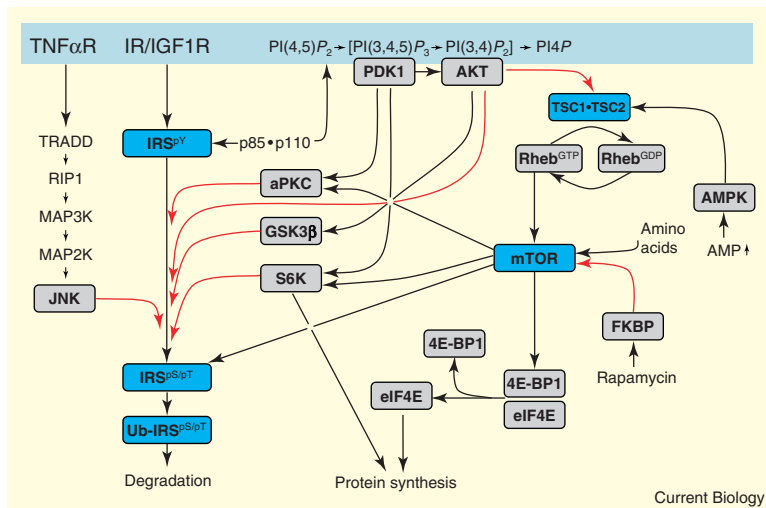 TNFαR
IR/IGF1R
PI(4,5)P₂ → [PI(3,4,5)P₃ → PI(3,4)P₂] → PI4P
PDK1
AKT
TSC1•TSC2
TRADD
IRSᵖʸ
p85•p110
RhebGTP
RhebGDP
RIP1
aPKC
AMPK
MAP3K
GSK3β
Amino
acids
AMP
MAP2K
mTOR
S6K
JNK
FKBP
4E-BP1
Rapamycin
IRSpS/pT
4E-BP1
eIF4E
eIF4E
Ub-IRSpS/pT
Degradation
Protein synthesis
Current Biology